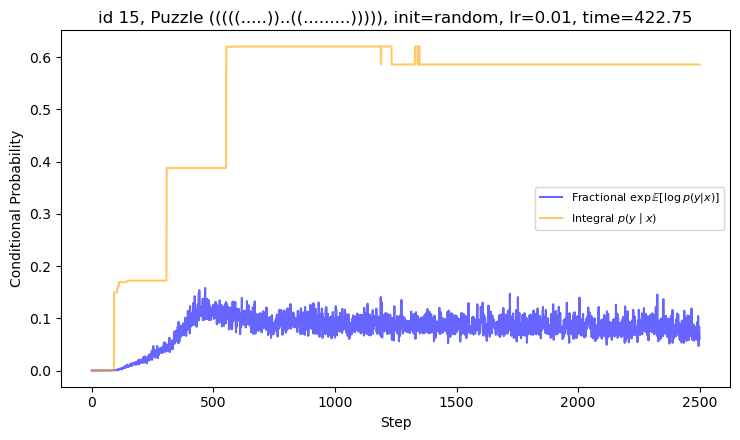 id 15, Puzzle (((((.....))..((.........))))), init=random, lr=0.01, time=422.75
Conditional Probability
0.6
0.5
0.4
0.3
0.2
0.1
0.0
Fractional exp𝔼[log p(y|x)]
Integral p(y | x)
0 500 1000 1500 2000 2500
Step